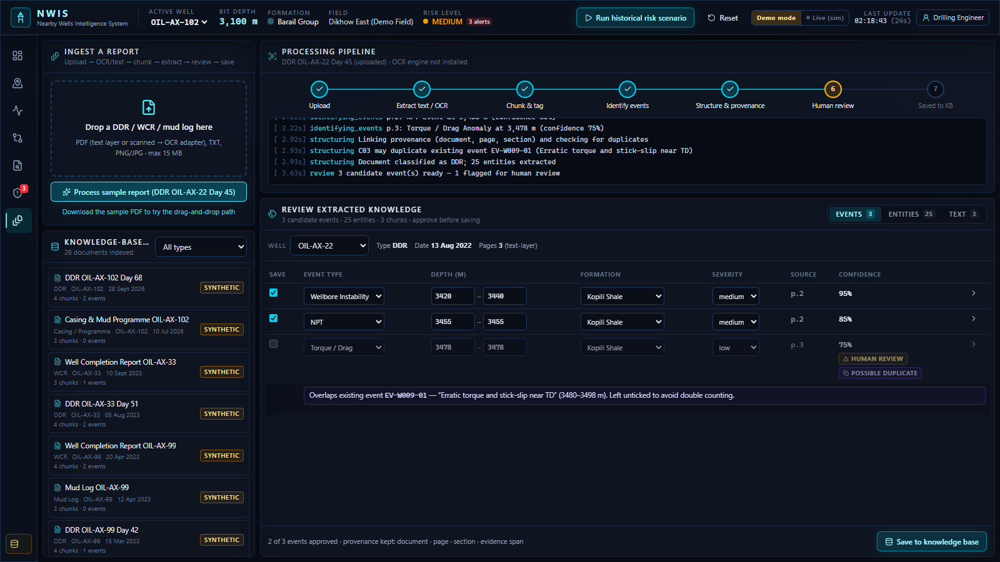 NWIS
Nearby Wells Intelligence System
ACTIVE WELL
OIL-AX-102
BIT DEPTH
3,100 m
FORMATION
Barail Group
FIELD
Dikhow East (Demo Field)
RISK LEVEL
MEDIUM 3 alerts
Run historical risk scenario
Reset
Demo mode
Live (sim)
LAST UPDATE
02:18:43 (24s)
Drilling Engineer
3
INGEST A REPORT
Upload → OCR/text → chunk → extract → review → save
Drop a DDR / WCR / mud log here
PDF (text layer or scanned → OCR adapter), TXT,
PNG/JPG · max 15 MB
Process sample report (DDR OIL-AX-22 Day 45)
Download the sample PDF to try the drag-and-drop path
KNOWLEDGE-BASE...
26 documents indexed
All types
DDR OIL-AX-102 Day 68
DDR OIL-AX-102 28 Sept 2026
4 chunks · 2 events
SYNTHETIC
Casing & Mud Programme OIL-AX-102
Casing / Programme OIL-AX-102 10 Jul 2026
3 chunks · 0 events
SYNTHETIC
Well Completion Report OIL-AX-33
WCR OIL-AX-33 10 Sept 2023
3 chunks · 1 events
SYNTHETIC
DDR OIL-AX-33 Day 51
DDR OIL-AX-33 05 Aug 2023
4 chunks · 2 events
SYNTHETIC
Well Completion Report OIL-AX-99
WCR OIL-AX-99 20 Apr 2023
4 chunks · 2 events
SYNTHETIC
Mud Log OIL-AX-99
Mud Log OIL-AX-99 12 Apr 2023
3 chunks · 0 events
SYNTHETIC
DDR OIL-AX-99 Day 42
DDR OIL-AX-99 15 Mar 2023
4 chunks · 1 events
SYNTHETIC
PROCESSING PIPELINE
DDR OIL-AX-22 Day 45 (uploaded) · OCR engine not installed
6
7
Upload
Extract text / OCR
Chunk & tag
Identify events
Structure & provenance
Human review
Saved to KB
[ 2.22s] identifying_events p.2: NPT Event at 3,455 m (confidence 85%)
[ 2.22s] identifying_events p.3: Torque / Drag Anomaly at 3,478 m (confidence 75%)
[ 2.92s] structuring Linking provenance (document, page, section) and checking for duplicates
[ 2.93s] structuring C03 may duplicate existing event EV-W009-01 (Erratic torque and stick-slip near TD)
[ 2.93s] structuring Document classified as DDR; 25 entities extracted
[ 3.63s] review 3 candidate event(s) ready — 1 flagged for human review
REVIEW EXTRACTED KNOWLEDGE
3 candidate events · 25 entities · 3 chunks · approve before saving
EVENTS 3
ENTITIES 25
TEXT 3
WELL OIL-AX-22 Type DDR Date 13 Aug 2022 Pages 3 (text-layer)
SAVE EVENT TYPE DEPTH (M) FORMATION SEVERITY SOURCE CONFIDENCE
Wellbore Instability 3420 – 3440 Kopili Shale medium p.2 95%
NPT 3455 – 3455 Kopili Shale medium p.2 85%
Torque / Drag 3478 – 3478 Kopili Shale low p.3 75%
HUMAN REVIEW
POSSIBLE DUPLICATE
Overlaps existing event EV-W009-01 — “Erratic torque and stick-slip near TD” (3480–3498 m). Left unticked to avoid double counting.
2 of 3 events approved · provenance kept: document · page · section · evidence span
Save to knowledge base